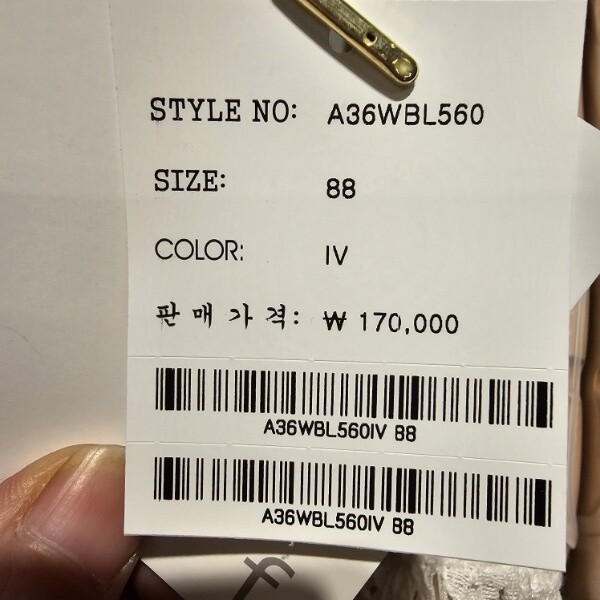 STYLE NO: A36WBL560
SIZE: 88
COLOR: IV
판매가격: ₩ 170,000
A36WBL560IV 88
A36WBL560IV 88